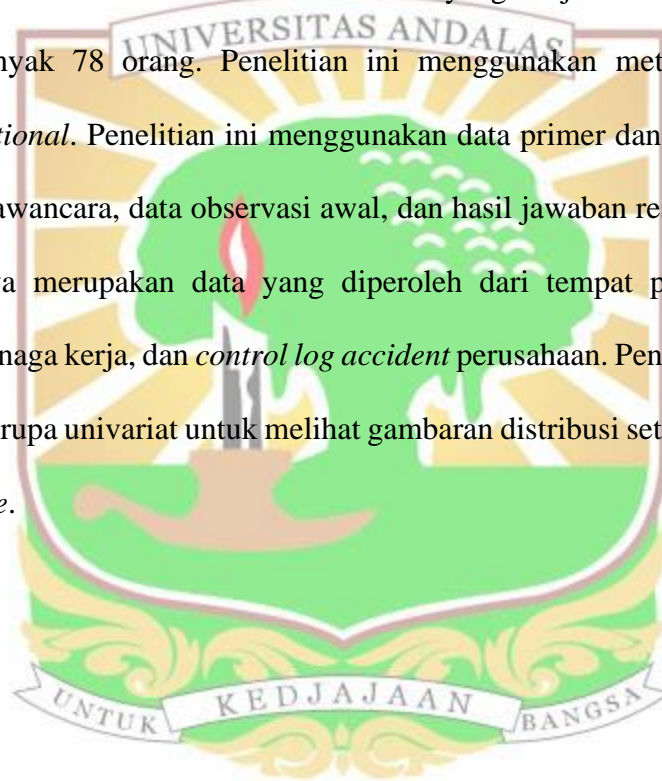 UNIVERSITAS ANDALAS
nyak 78 orang. Penelitian ini menggunakan met
tional. Penelitian ini menggunakan data primer dan
awancara, data observasi awal, dan hasil jawaban re
a merupakan data yang diperoleh dari tempat p
naga kerja, dan control log accident perusahaan. Pen
rupa univariat untuk melihat gambaran distribusi set
e.
UNTUK KEDJAJAAN BANGSA